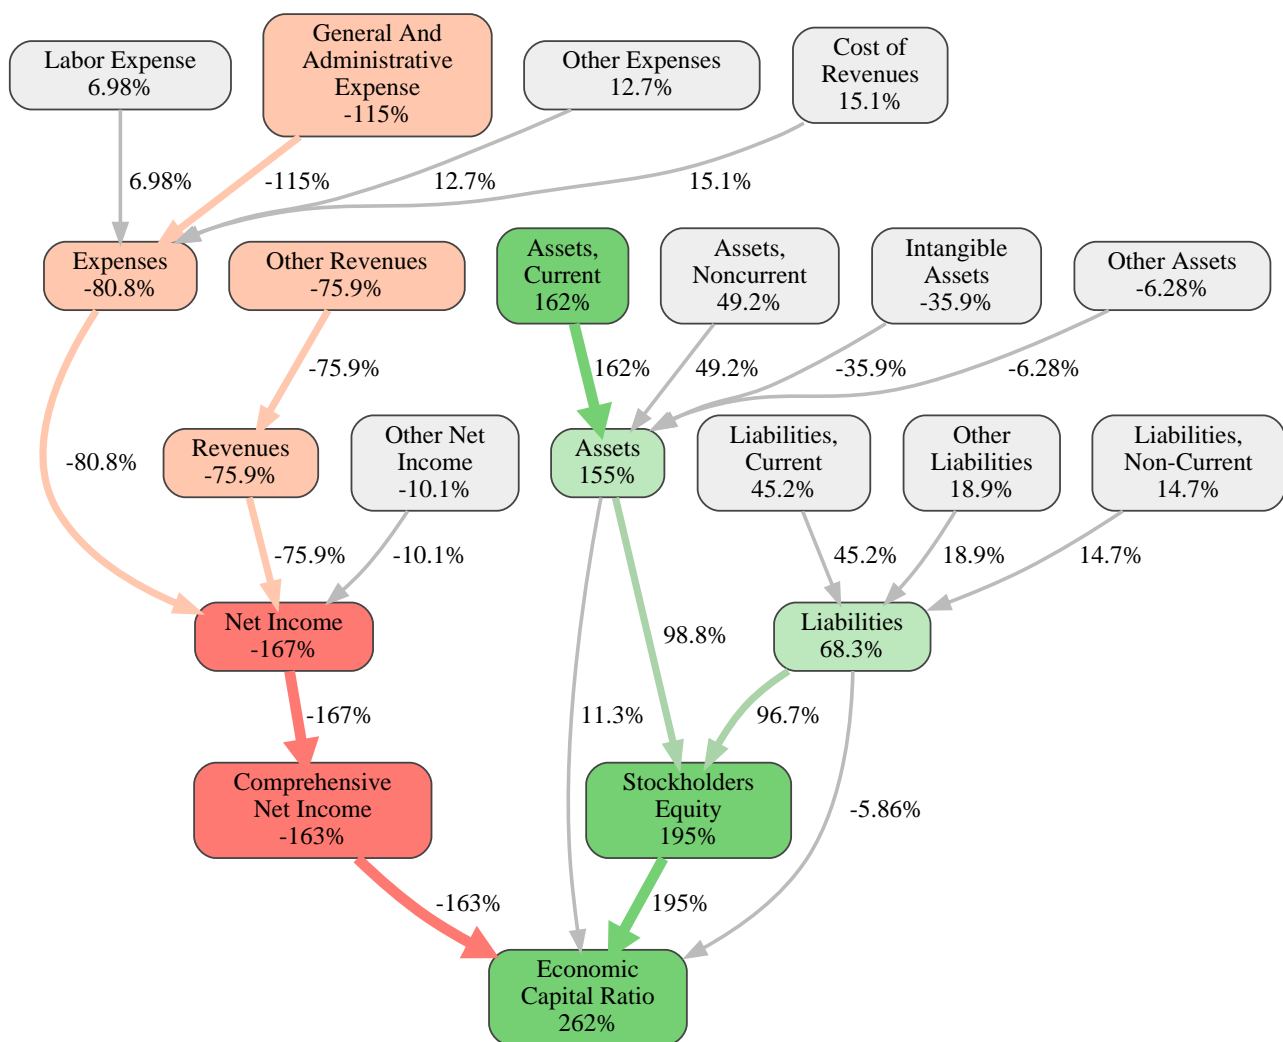 Labor Expense
6.98%
General And
Administrative
Expense
-115%
Other Expenses
12.7%
Cost of
Revenues
15.1%
6.98%
-115%
12.7%
15.1%
Expenses
-80.8%
Other Revenues
-75.9%
Assets,
Current
162%
Assets,
Noncurrent
49.2%
Intangible
Assets
-35.9%
Other Assets
-6.28%
-75.9%
162%
49.2%
-35.9%
-6.28%
Revenues
-75.9%
Other Net
Income
-10.1%
Assets
155%
Liabilities,
Current
45.2%
Other
Liabilities
18.9%
Liabilities,
Non-Current
14.7%
-80.8%
-75.9%
-10.1%
45.2%
18.9%
14.7%
Net Income
-167%
98.8%
Liabilities
68.3%
-167%
11.3%
96.7%
Comprehensive
Net Income
-163%
Stockholders
Equity
195%
-5.86%
-163%
195%
Economic
Capital Ratio
262%